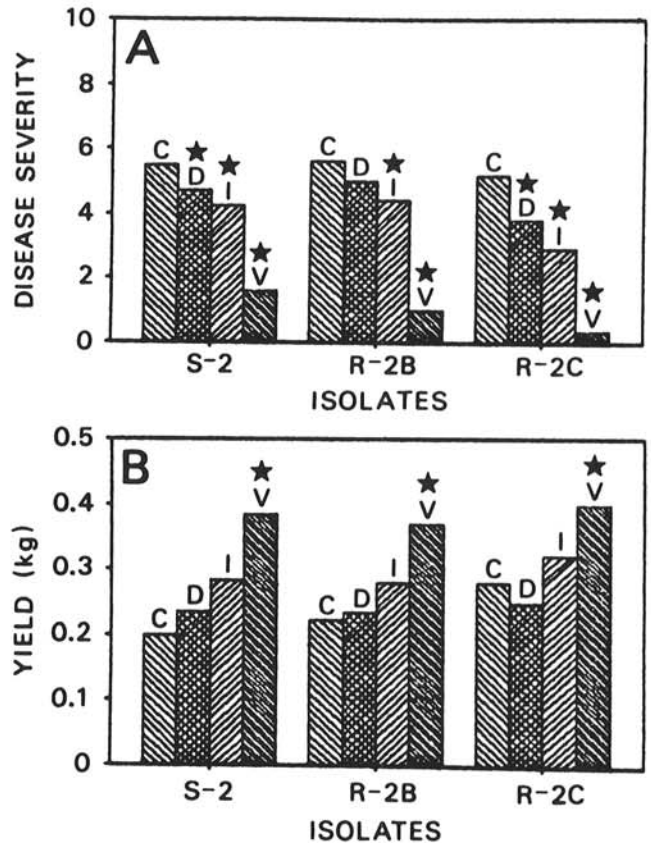 A
DISEASE SEVERITY
10
8
6
4
2
0
C ★ D ★ I ★ V
C D ★ I ★ V
C ★ D ★ I ★ V
S-2 R-2B R-2C
ISOLATES
B
YIELD (kg)
0.5
0.4
0.3
0.2
0.1
0
C D I ★ V
C D I ★ V
C D I ★ V
S-2 R-2B R-2C
ISOLATES